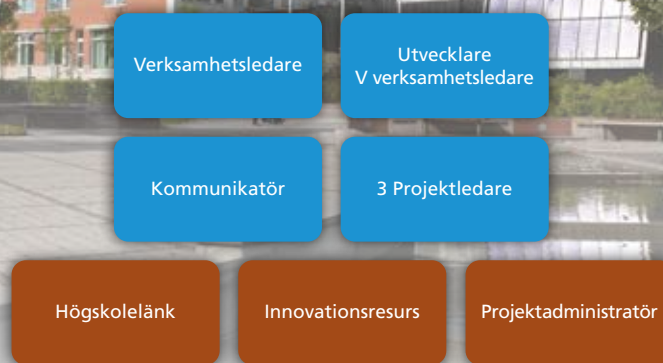 Verksamhetsledare
Utvecklare
V verksamhetsledare
Kommunikatör
3 Projektledare
Högskolelänk
Innovationsresurs
Projektadministratör